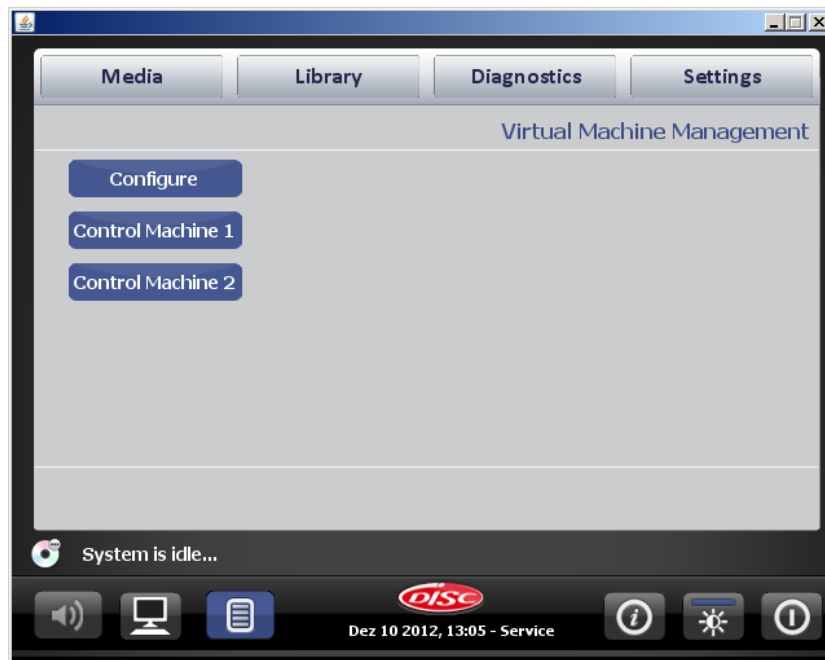 Media Library Diagnostics Settings
Virtual Machine Management
Configure
Control Machine 1
Control Machine 2
System is idle...
DISC
Dez 10 2012, 13:05 - Service